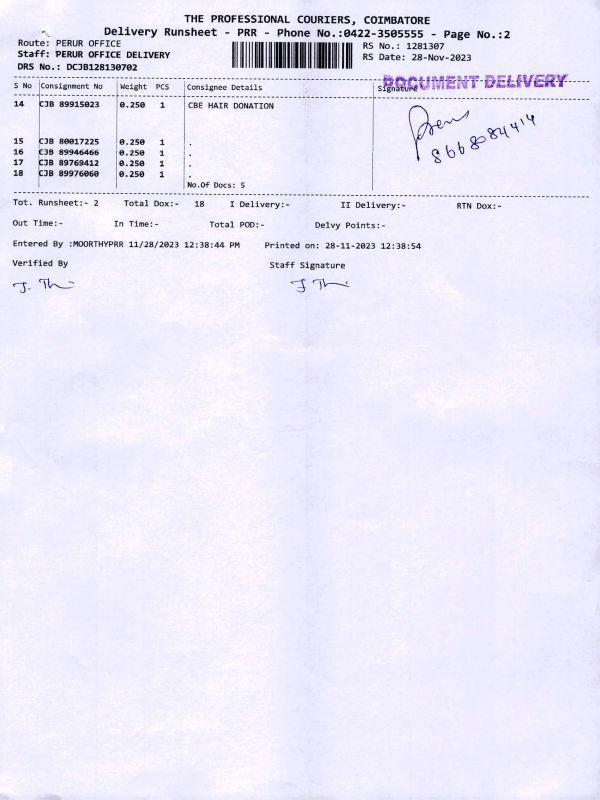 THE PROFESSIONAL COURIERS, COIMBATORE
Delivery Runsheet - PRR - Phone No.:0422-3505555 - Page No.:2
Route: PERUR OFFICE
RS No.: 1281307
Staff: PERUR OFFICE DELIVERY
RS Date: 28-Nov-2023
DRS No.: DCJB128130702
S No Consignment No Weight PCS Consignee Details Signature
DOCUMENT DELIVERY
14 CJB 89915023 0.250 1 CBE HAIR DONATION
8668084414
15 CJB 80017225 0.250 1 .
16 CJB 89946466 0.250 1 .
17 CJB 89769412 0.250 1 .
18 CJB 89976060 0.250 1 .
No.Of Docs: 5
Tot. Runsheet:- 2 Total Dox:- 18 I Delivery:- II Delivery:- RTN Dox:-
Out Time:- In Time:- Total POD:- Delvy Points:-
Entered By :MOORTHYPRR 11/28/2023 12:38:44 PM Printed on: 28-11-2023 12:38:54
Verified By Staff Signature